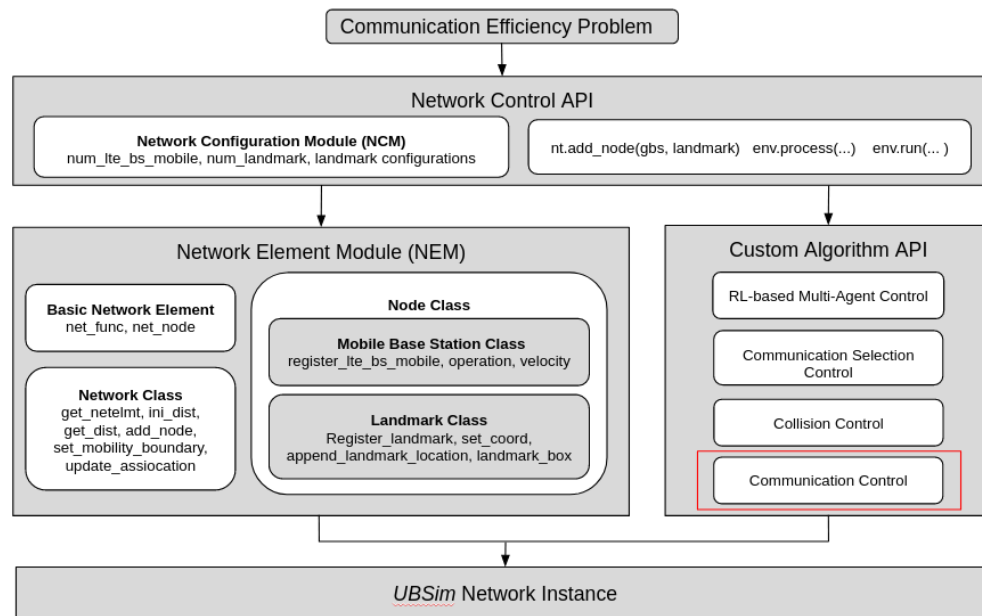 Communication Efficiency Problem
Network Control API
Network Configuration Module (NCM)
num_lte_bs_mobile, num_landmark, landmark configurations
nt.add_node(gbs, landmark) env.process(...) env.run(... )
Network Element Module (NEM)
Basic Network Element
net_func, net_node
Network Class
get_netelmt, ini_dist,
get_dist, add_node,
set_mobility_boundary,
update_assiocation
Node Class
Mobile Base Station Class
register_lte_bs_mobile, operation, velocity
Landmark Class
Register_landmark, set_coord,
append_landmark_location, landmark_box
Custom Algorithm API
RL-based Multi-Agent Control
Communication Selection
Control
Collision Control
Communication Control
UBSim Network Instance